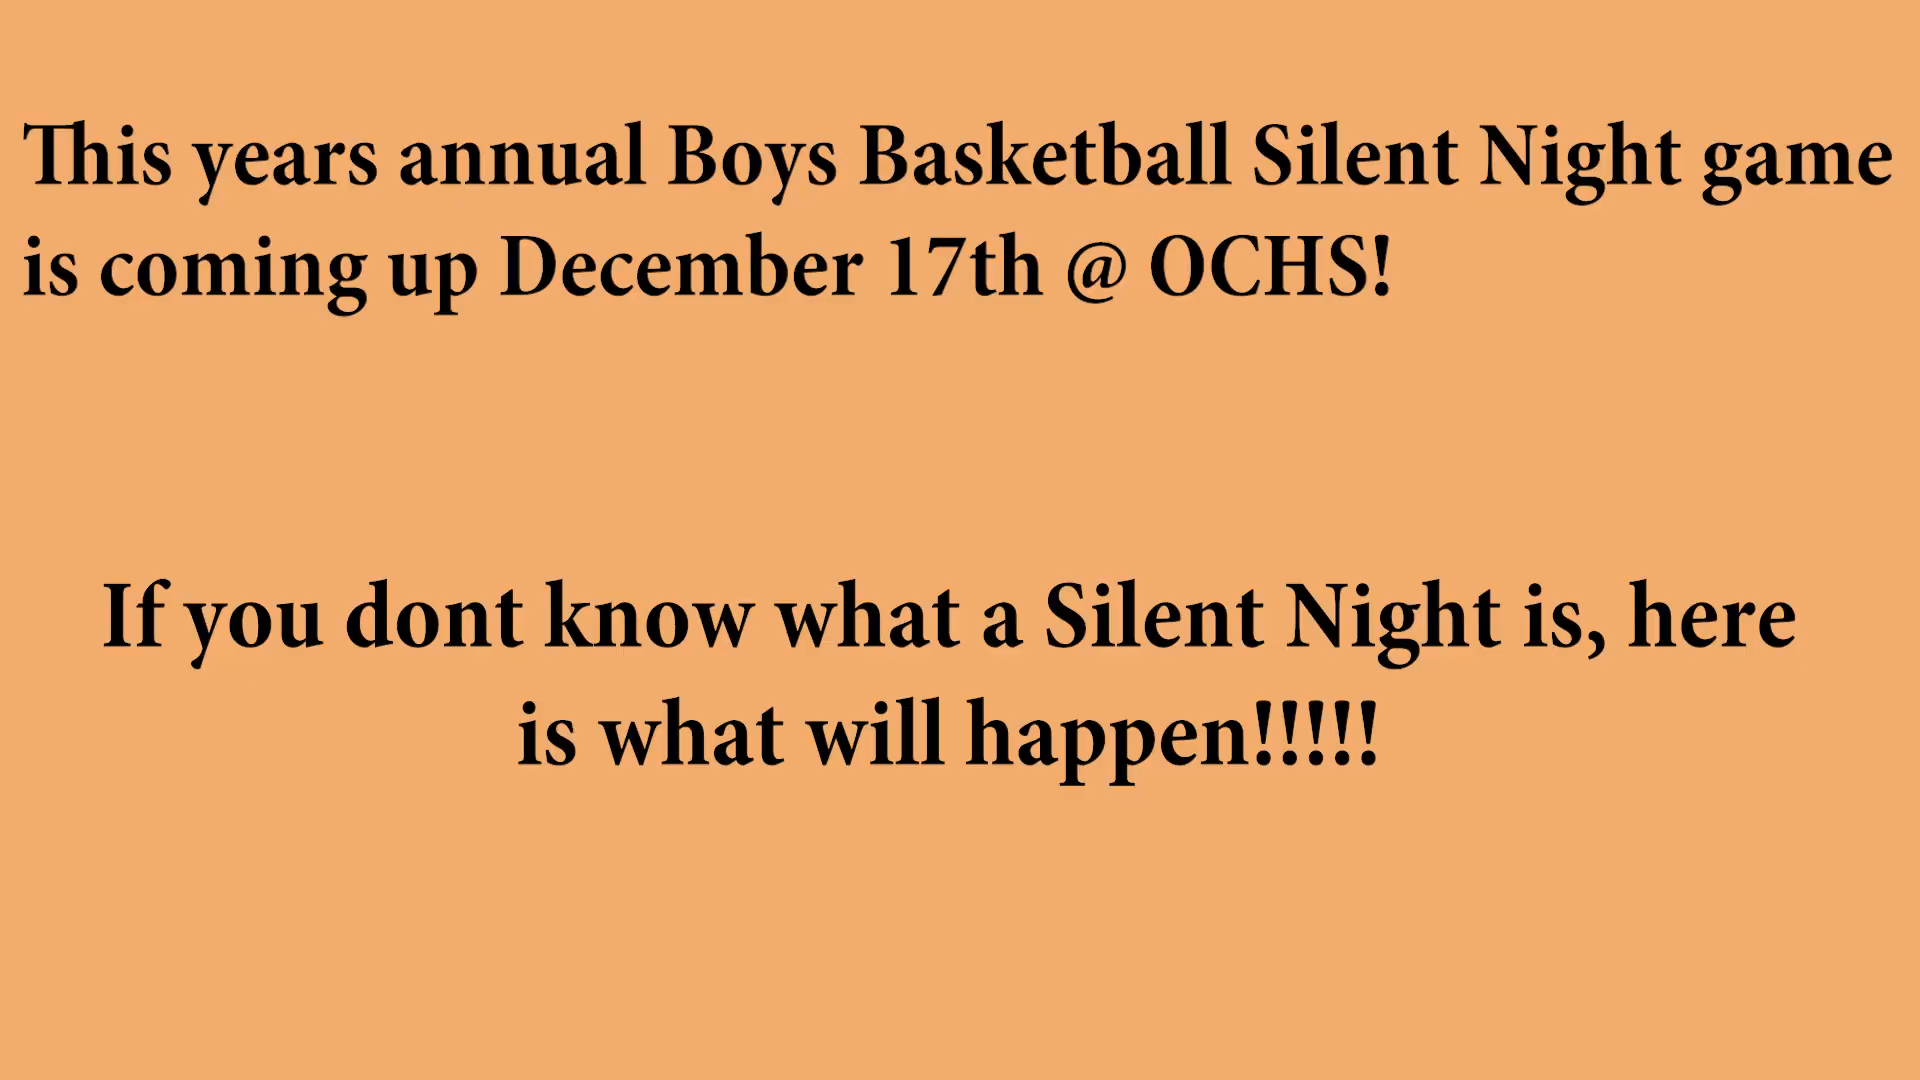 This years annual Boys Basketball Silent Night game
is coming up December 17th @ OCHS!
If you dont know what a Silent Night is, here
is what will happen!!!!!